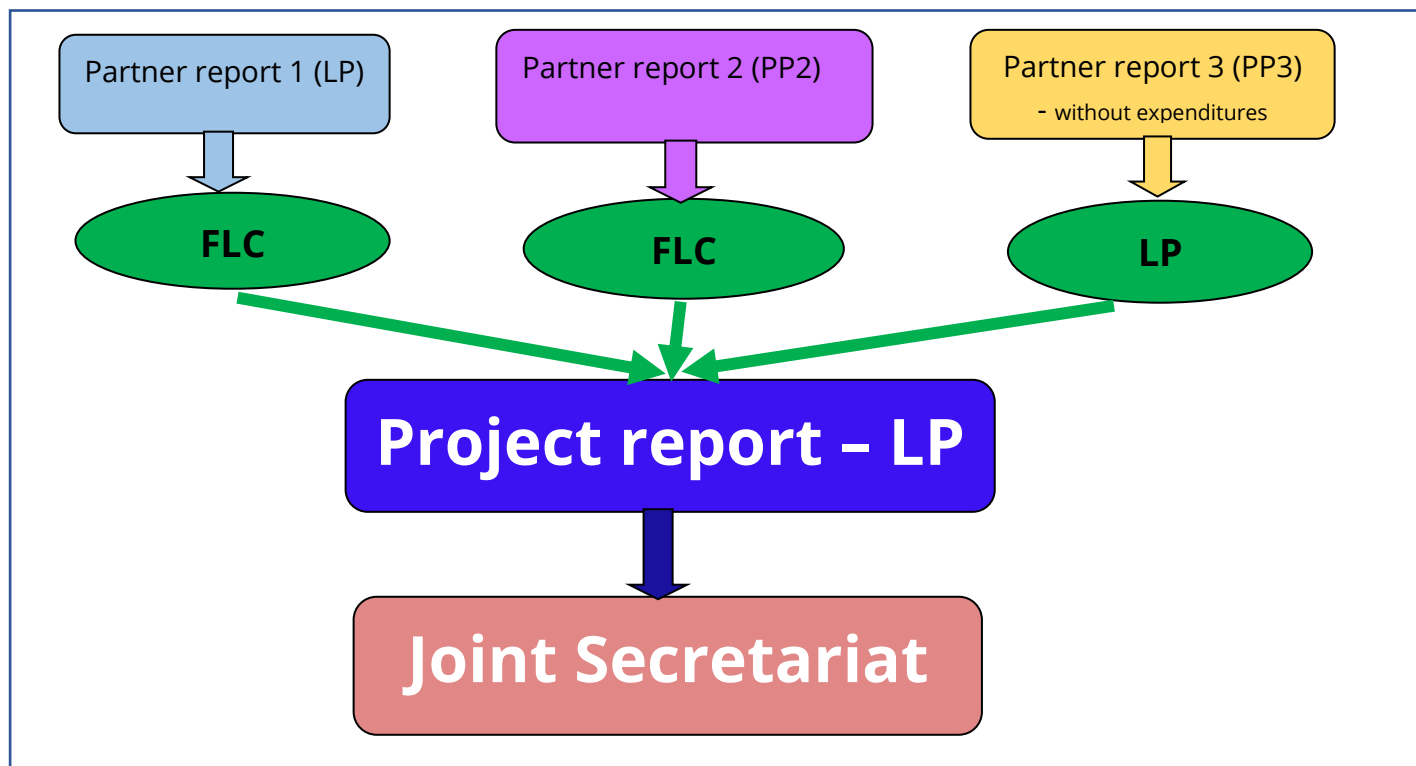 Partner report 1 (LP)
Partner report 2 (PP2)
Partner report 3 (PP3)
- without expenditures
FLC
FLC
LP
Project report – LP
Joint Secretariat